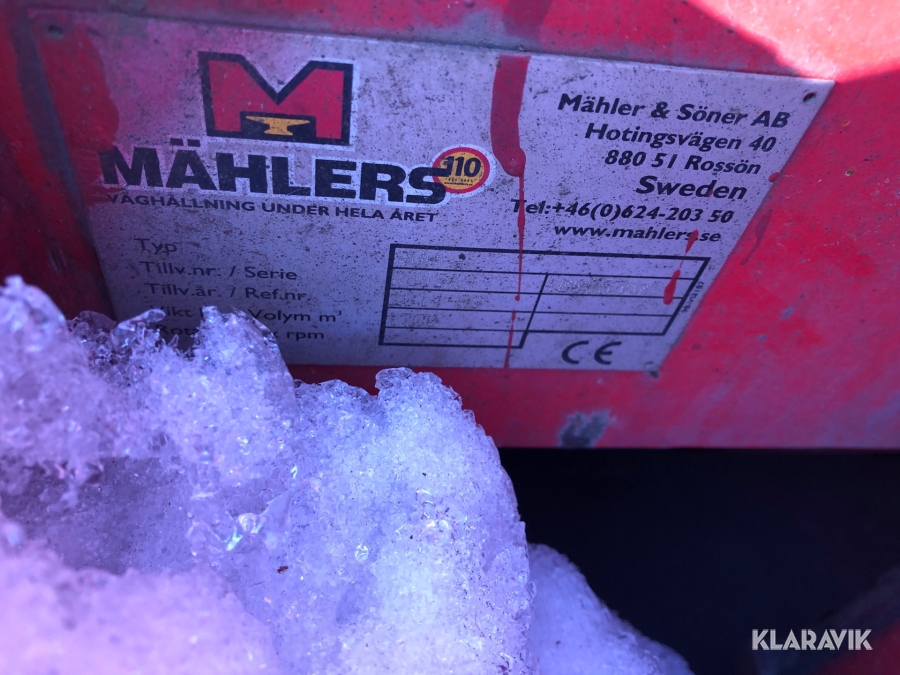 M
MÄHLERS
110
VÄGHÅLLNING UNDER HELA ÅRET
Mähler & Söner AB
Hotingsvägen 40
880 51 Rossön
Sweden
Tel:+46(0)624-203 50
www.mahlers.se
Typ
Tillv.nr. / Serie
Tillv.år. / Ref.nr.
Volym m³
rpm
CE
KLARAVIK